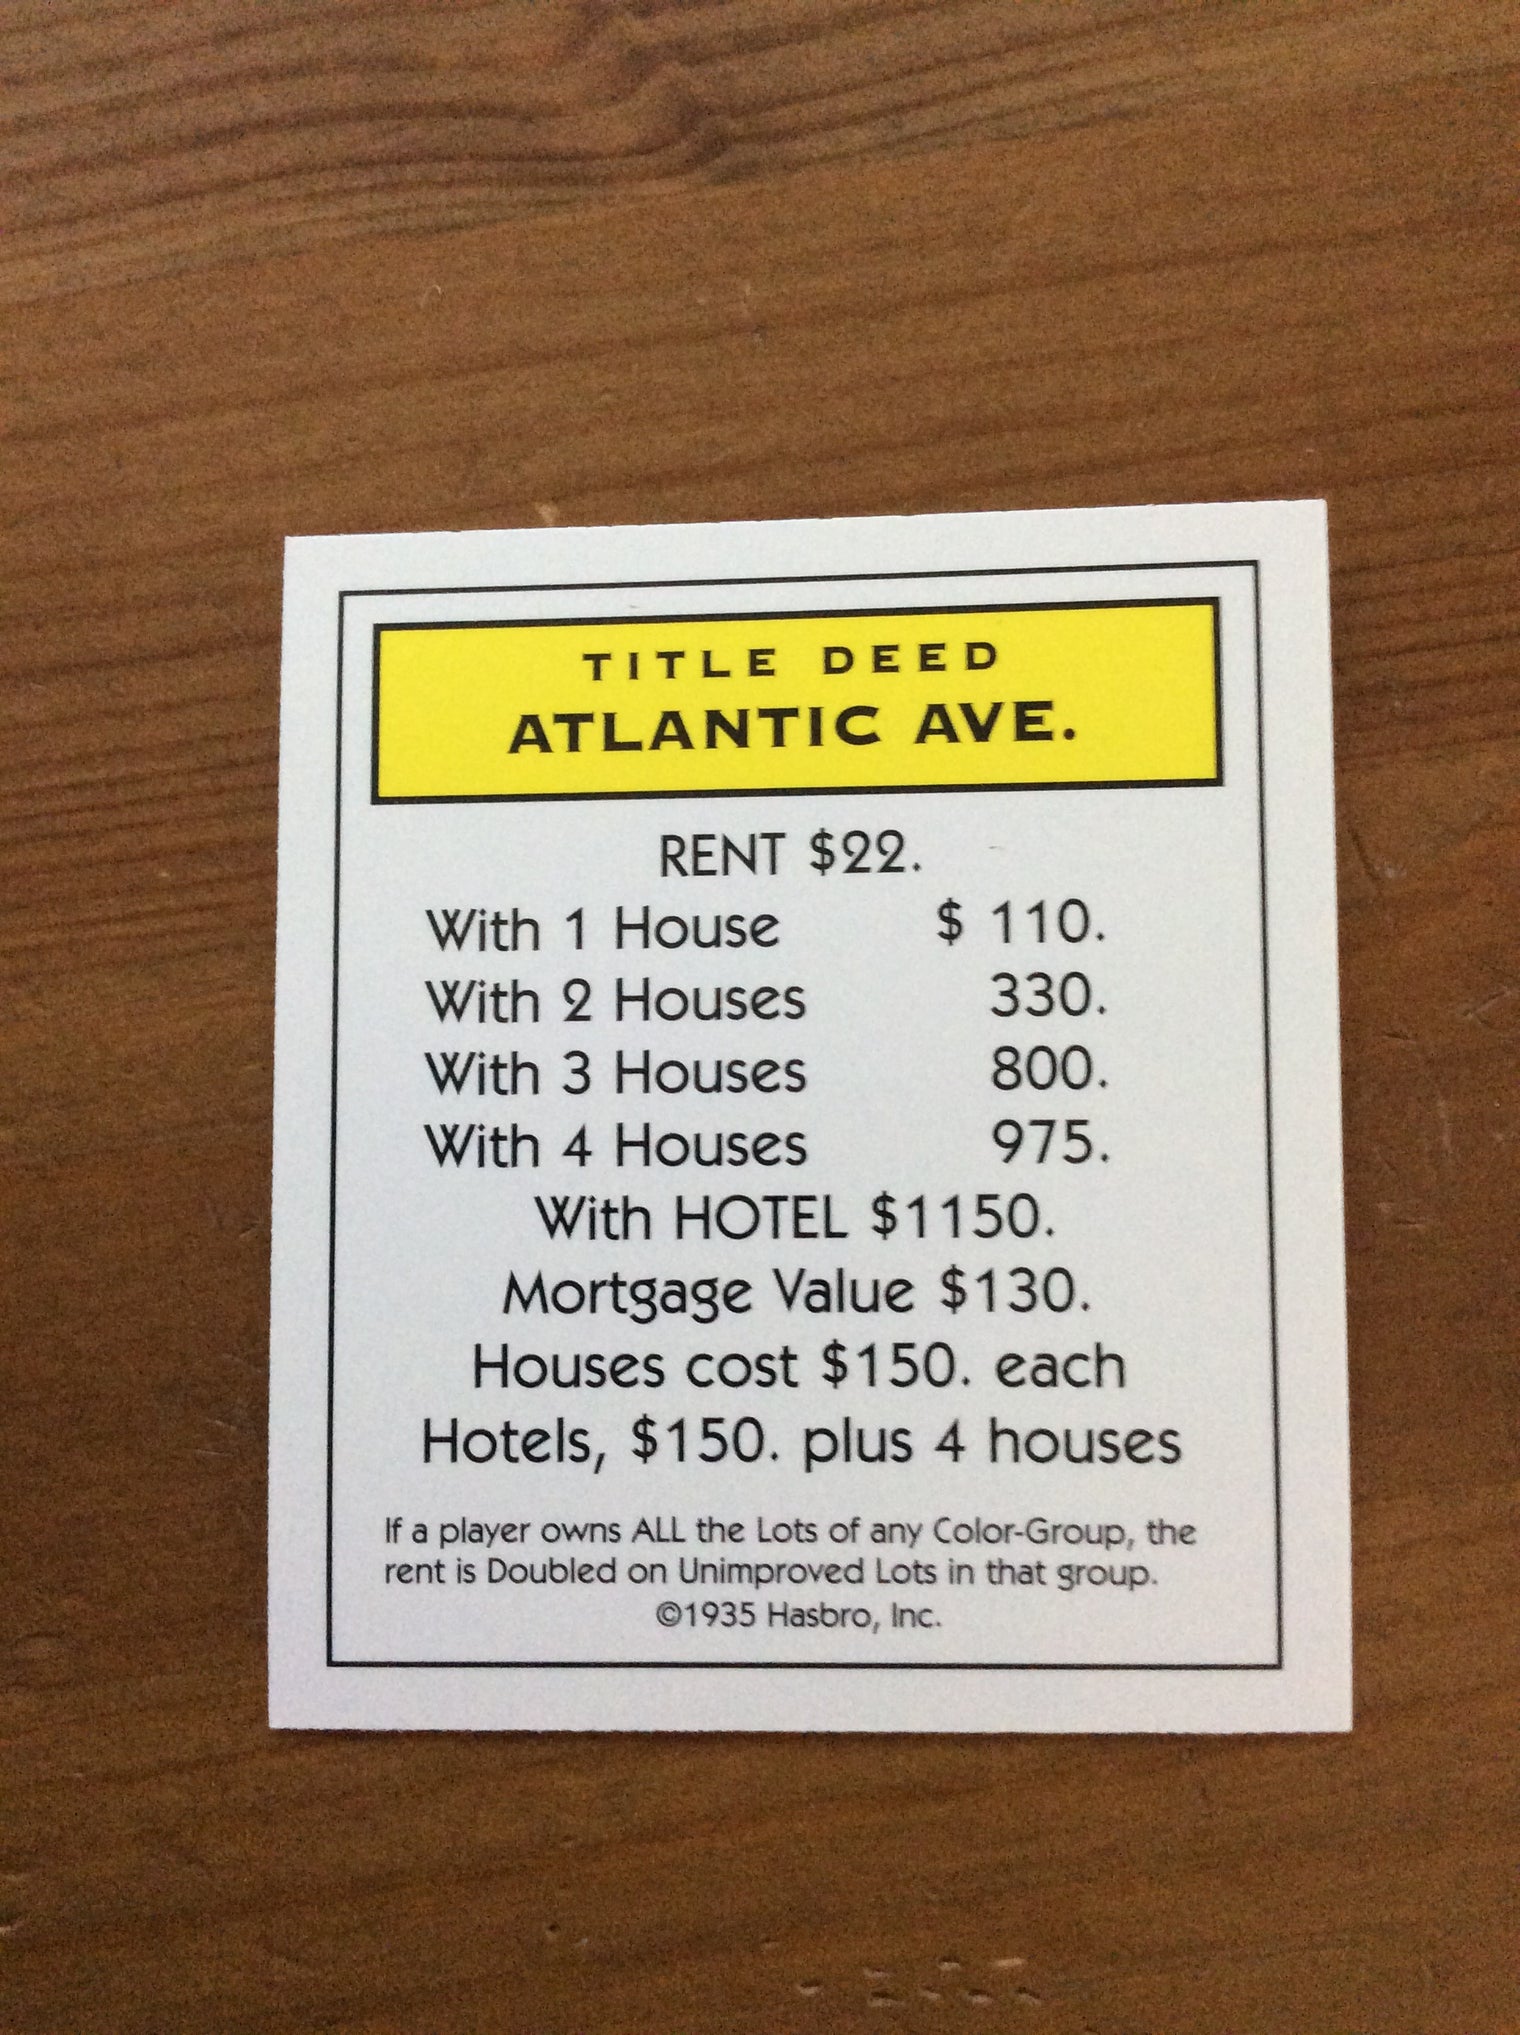 TITLE DEED
ATLANTIC AVE.
RENT $22.
With 1 House $ 110.
With 2 Houses 330.
With 3 Houses 800.
With 4 Houses 975.
With HOTEL $1150.
Mortgage Value $130.
Houses cost $150. each
Hotels, $150. plus 4 houses
If a player owns ALL the Lots of any Color-Group, the
rent is Doubled on Unimproved Lots in that group.
©1935 Hasbro, Inc.